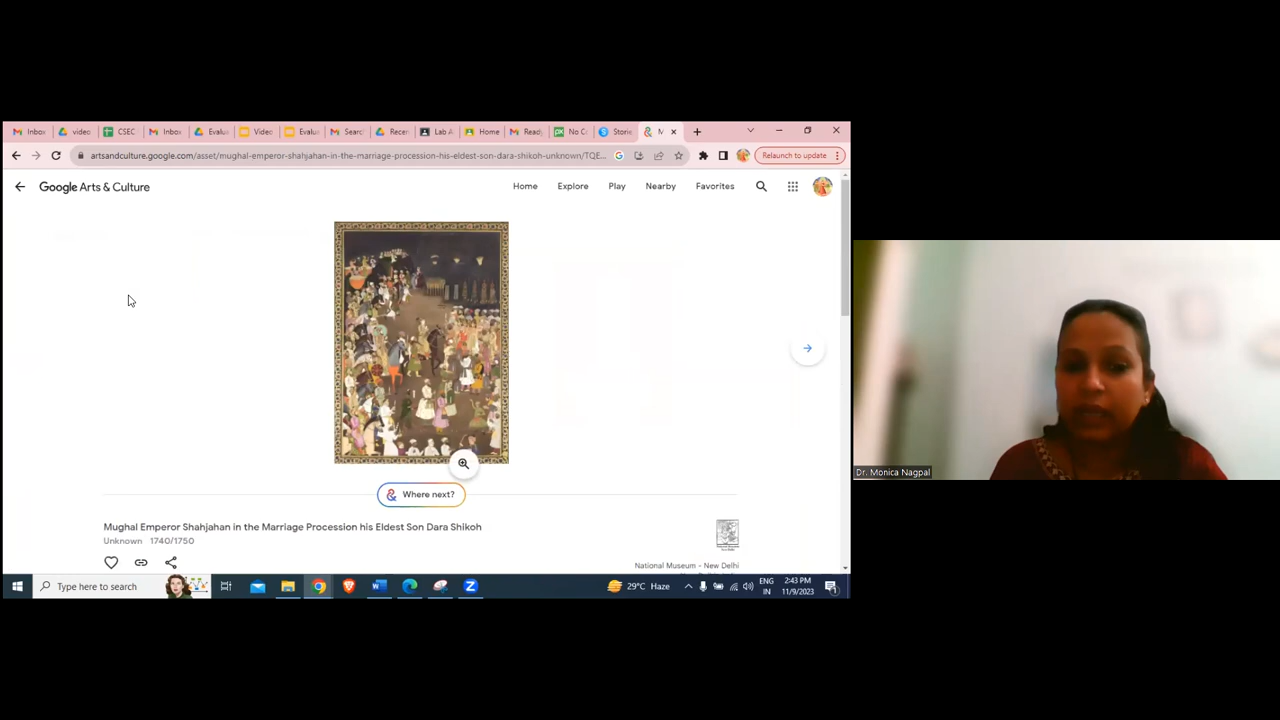 Inbox
video
CSEC
Inbox
Evalua
Video
Evalua
Searc
Recen
Lab A
Home
Ready
No C
Storie
M
artsandculture.google.com/asset/mughal-emperor-shahjahan-in-the-marriage-procession-his-eldest-son-dara-shikoh-unknown/TQE...
Relaunch to update
Google Arts & Culture
Home
Explore
Play
Nearby
Favorites
Where next?
Mughal Emperor Shahjahan in the Marriage Procession his Eldest Son Dara Shikoh
Unknown 1740/1750
National Museum - New Delhi
Dr. Monica Nagpal
Type here to search
29°C Haze
ENG
IN
2:43 PM
11/9/2023